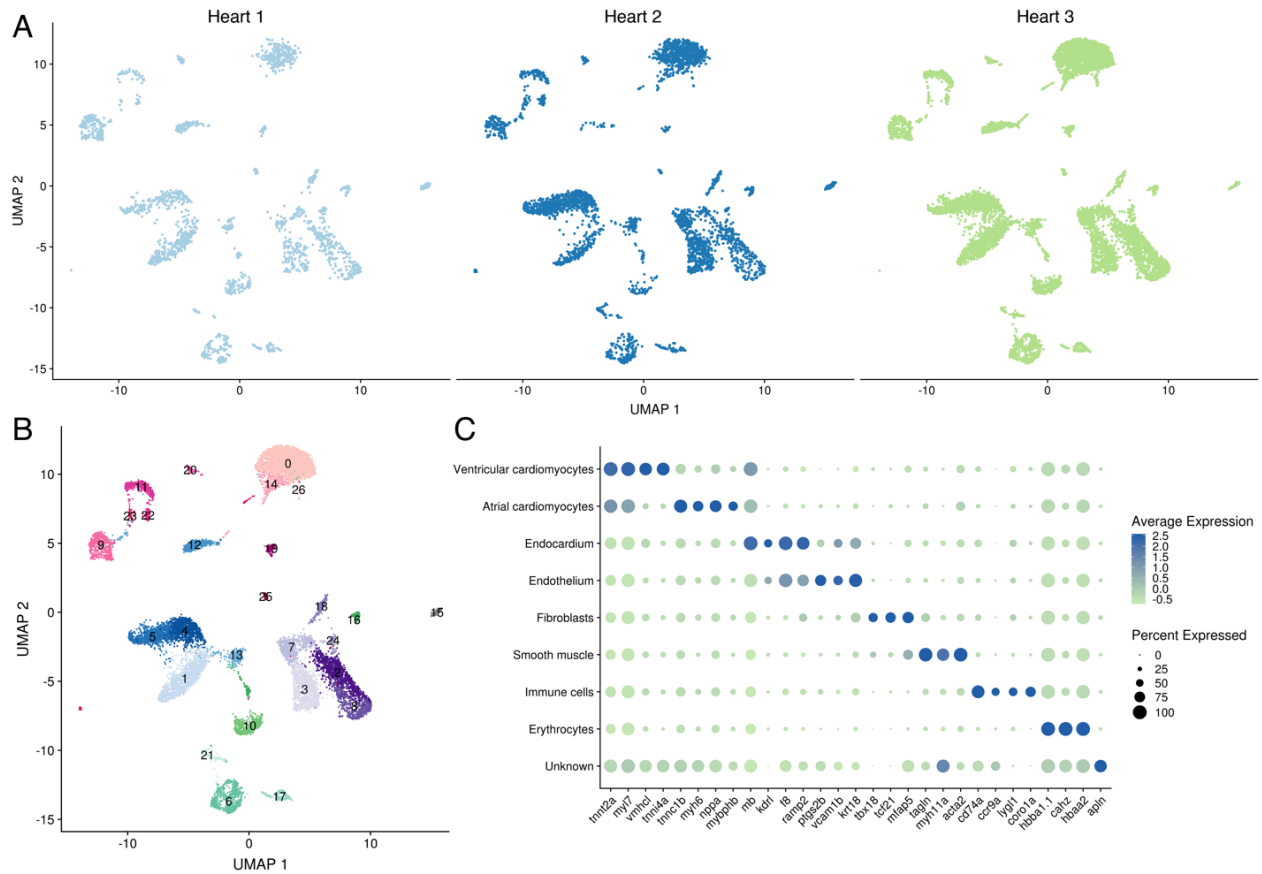 A
Heart 1
Heart 2
Heart 3
UMAP 2
10
5
0
-5
-10
-15
-10
0
10
-10
0
10
-10
0
10
UMAP 1
B
UMAP 2
10
5
0
-5
-10
-15
-10
0
10
UMAP 1
0
20
14
26
11
23
22
9
12
19
25
18
16
15
5
4
13
7
24
1
2
3
8
10
21
6
17
C
Ventricular cardiomyocytes
Atrial cardiomyocytes
Endocardium
Endothelium
Fibroblasts
Smooth muscle
Immune cells
Erythrocytes
Unknown
tnnt2a
myl7
vmhcl
tnni4a
tnnc1b
myh6
nppa
mybphb
mb
kdrl
f8
ramp2
ptgs2b
vcam1b
krt18
tbx18
tcf21
mfap5
tagln
myh11a
acta2
cd74a
ccr9a
lygl1
coro1a
hbba1.1
cahz
hbaa2
apln
Average Expression
2.5
2.0
1.5
1.0
0.5
0.0
-0.5
Percent Expressed
0
25
50
75
100